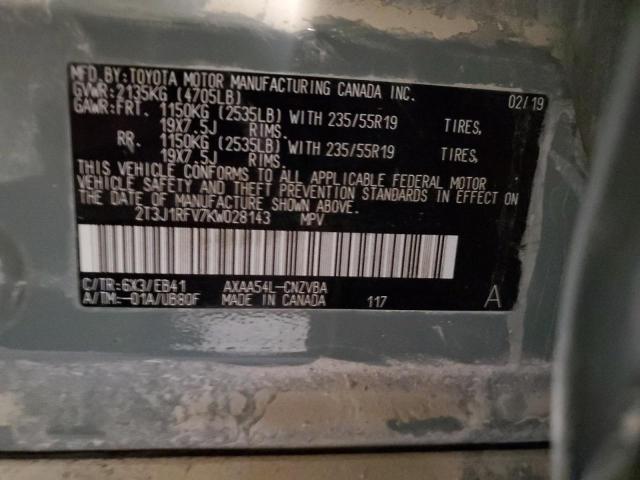 MFD.BY:TOYOTA MOTOR MANUFACTURING CANADA INC.
GVWR:2135KG (4705LB) 02/19
GAWR:FRT. 1150KG (2535LB) WITH 235/55R19 TIRES,
19X7.5J RIMS.
RR. 1150KG (2535LB) WITH 235/55R19 TIRES,
19X7.5J RIMS.
THIS VEHICLE CONFORMS TO ALL APPLICABLE FEDERAL MOTOR
VEHICLE SAFETY AND THEFT PREVENTION STANDARDS IN EFFECT ON
THE DATE OF MANUFACTURE SHOWN ABOVE.
2T3J1RFV7KW028143 MPV
C/TR:6X3/EB41 AXAA54L-CNZVBA
A/TM:-01A/UB80F MADE IN CANADA 117 A